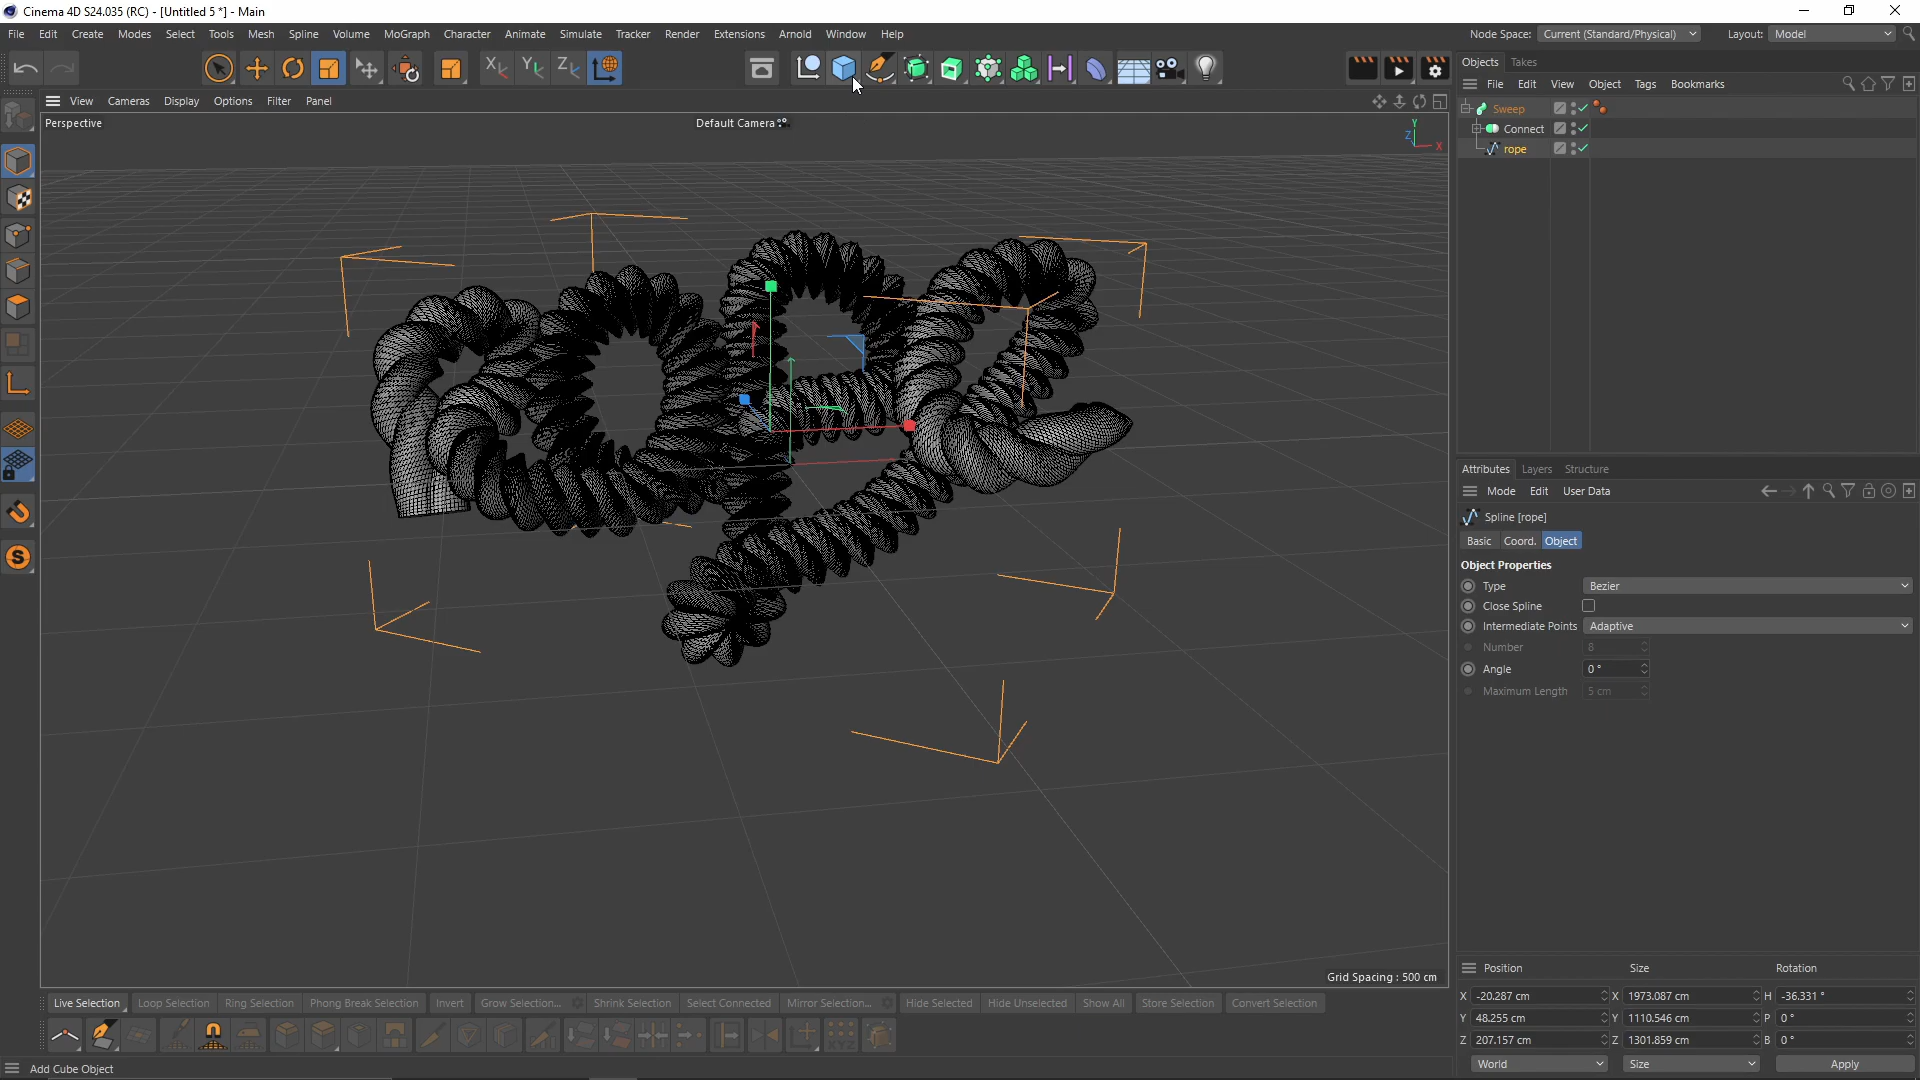 Cinema 4D S24.035 (RC) - [Untitled 5 *] - Main
File Edit Create Modes Select Tools Mesh Spline Volume MoGraph Character Animate Simulate Tracker Render Extensions Arnold Window Help
Node Space: Current (Standard/Physical) Layout: Model
X Y Z
Objects Takes
File Edit View Object Tags Bookmarks
View Cameras Display Options Filter Panel
Perspective
Default Camera
Y
Z
X
Sweep
Connect
rope
Attributes Layers Structure
Mode Edit User Data
Spline [rope]
Basic Coord. Object
Object Properties
Type Bezier
Close Spline
Intermediate Points Adaptive
Number 8
Angle 0 °
Maximum Length 5 cm
S
Grid Spacing : 500 cm
Position Size Rotation
Live Selection Loop Selection Ring Selection Phong Break Selection Invert Grow Selection... Shrink Selection Select Connected Mirror Selection... Hide Selected Hide Unselected Show All Store Selection Convert Selection
X -20.287 cm X 1973.087 cm H -36.331 °
Y 48.255 cm Y 1110.546 cm P 0 °
Z 207.157 cm Z 1301.859 cm B 0 °
XYZ
World Size Apply
Add Cube Object